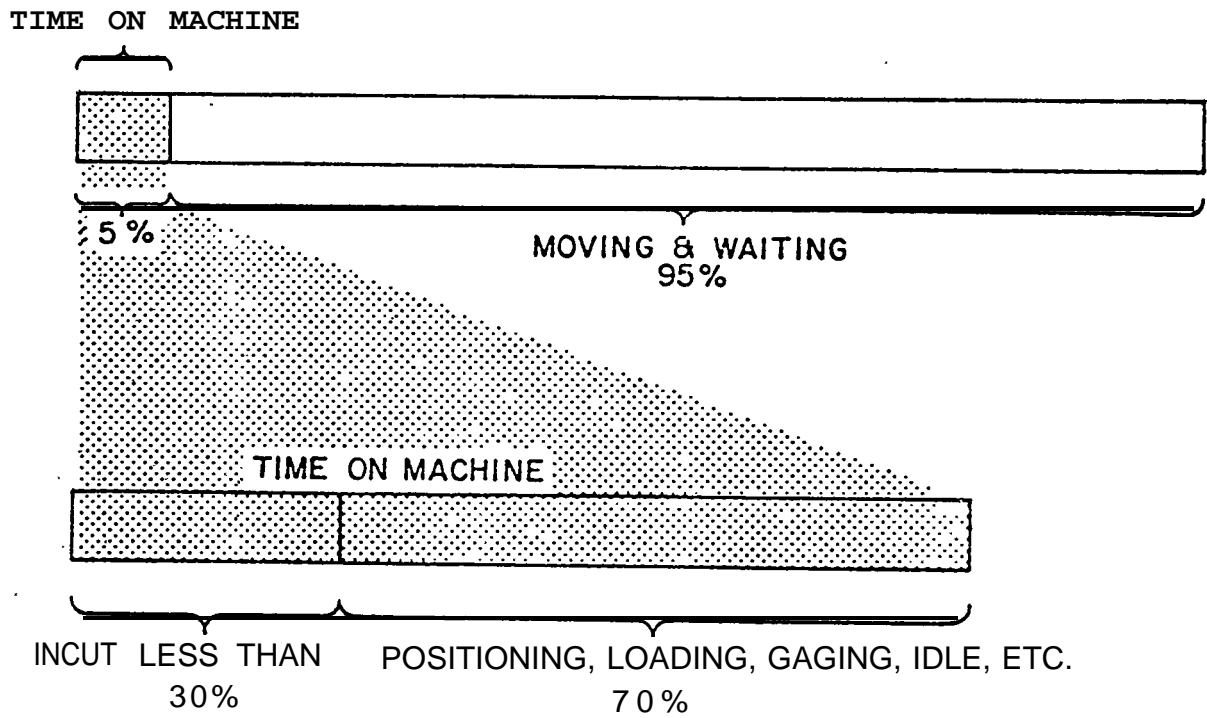 TIME ON MACHINE
5%
MOVING & WAITING
95%
TIME ON MACHINE
INCUT LESS THAN
30%
POSITIONING, LOADING, GAGING, IDLE, ETC.
70%